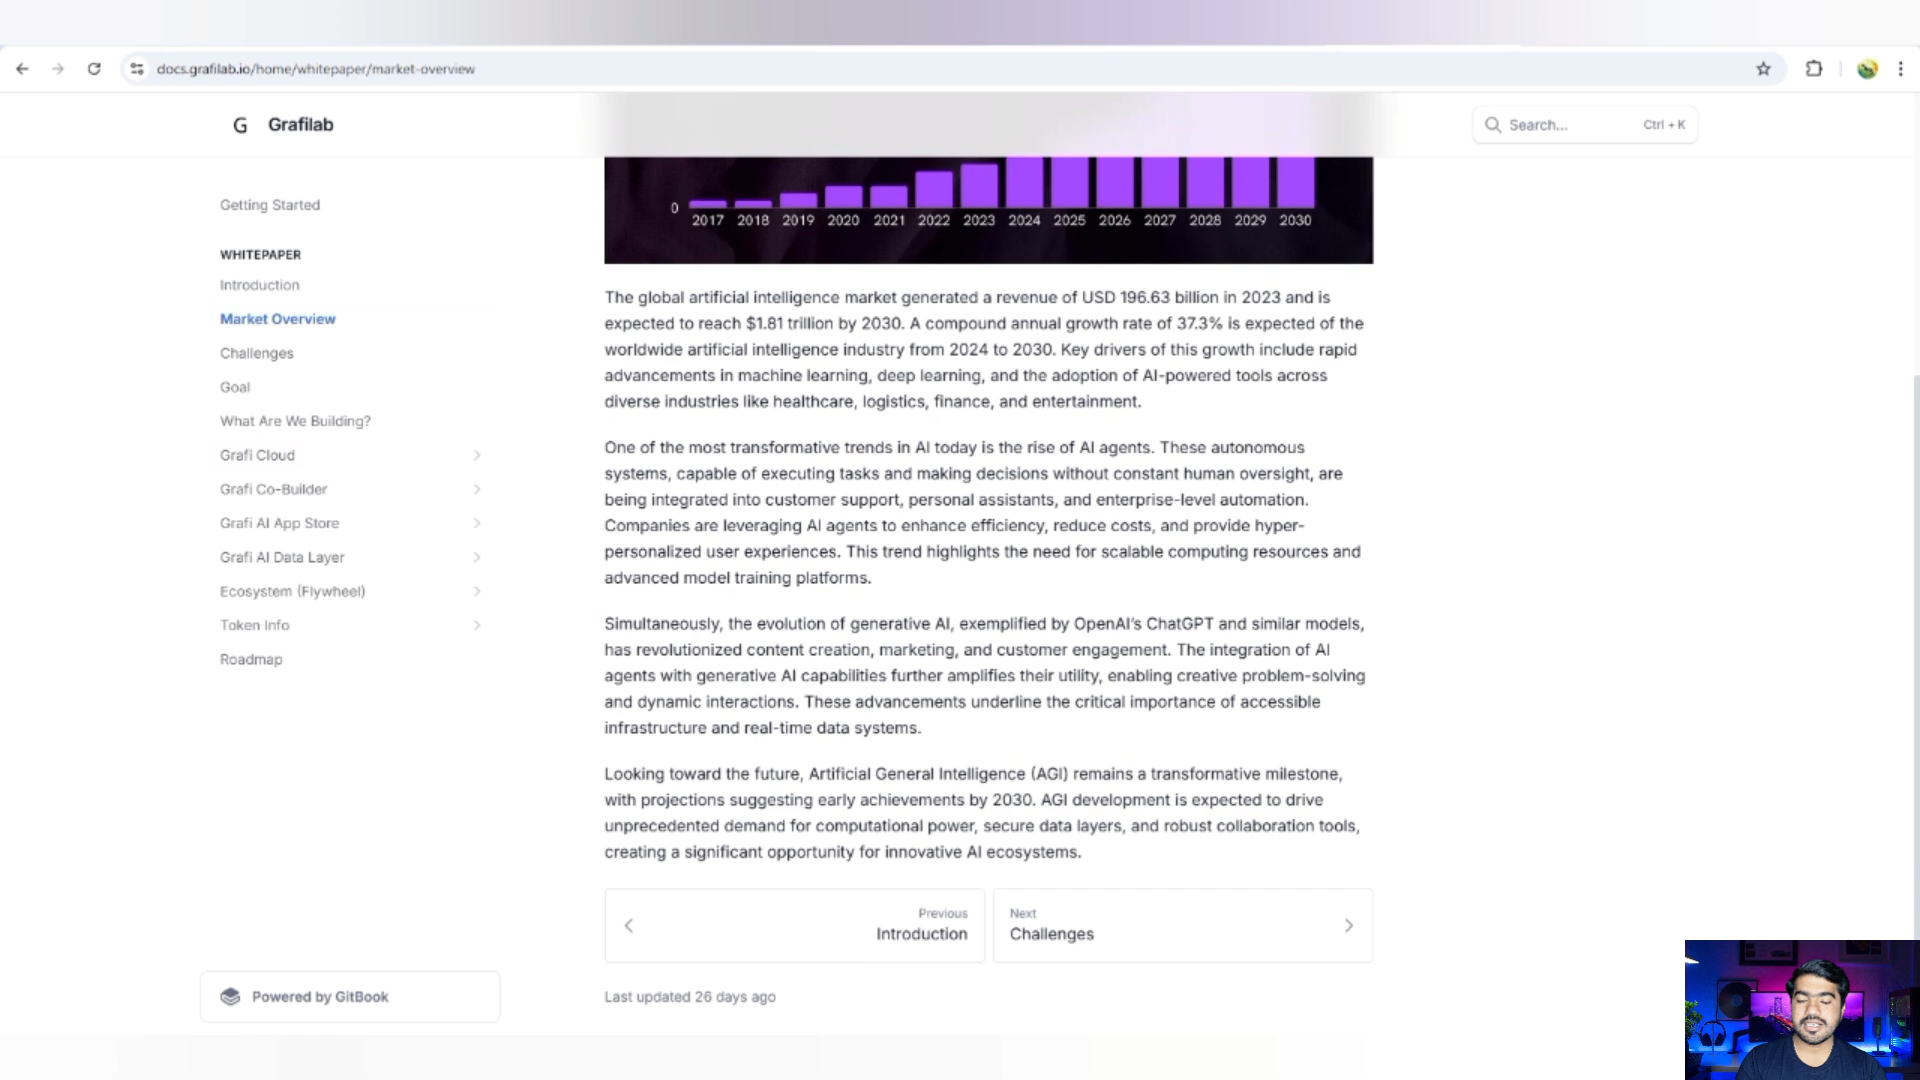 docs.grafilab.io/home/whitepaper/market-overview
G Grafilab
Search... Ctrl + K
Getting Started
WHITEPAPER
Introduction
Market Overview
Challenges
Goal
What Are We Building?
Grafi Cloud
Grafi Co-Builder
Grafi AI App Store
Grafi AI Data Layer
Ecosystem (Flywheel)
Token Info
Roadmap
Powered by GitBook
0
2017 2018 2019 2020 2021 2022 2023 2024 2025 2026 2027 2028 2029 2030
The global artificial intelligence market generated a revenue of USD 196.63 billion in 2023 and is
expected to reach $1.81 trillion by 2030. A compound annual growth rate of 37.3% is expected of the
worldwide artificial intelligence industry from 2024 to 2030. Key drivers of this growth include rapid
advancements in machine learning, deep learning, and the adoption of AI-powered tools across
diverse industries like healthcare, logistics, finance, and entertainment.
One of the most transformative trends in AI today is the rise of AI agents. These autonomous
systems, capable of executing tasks and making decisions without constant human oversight, are
being integrated into customer support, personal assistants, and enterprise-level automation.
Companies are leveraging AI agents to enhance efficiency, reduce costs, and provide hyper-
personalized user experiences. This trend highlights the need for scalable computing resources and
advanced model training platforms.
Simultaneously, the evolution of generative AI, exemplified by OpenAI's ChatGPT and similar models,
has revolutionized content creation, marketing, and customer engagement. The integration of AI
agents with generative AI capabilities further amplifies their utility, enabling creative problem-solving
and dynamic interactions. These advancements underline the critical importance of accessible
infrastructure and real-time data systems.
Looking toward the future, Artificial General Intelligence (AGI) remains a transformative milestone,
with projections suggesting early achievements by 2030. AGI development is expected to drive
unprecedented demand for computational power, secure data layers, and robust collaboration tools,
creating a significant opportunity for innovative AI ecosystems.
Previous
Introduction
Next
Challenges
Last updated 26 days ago